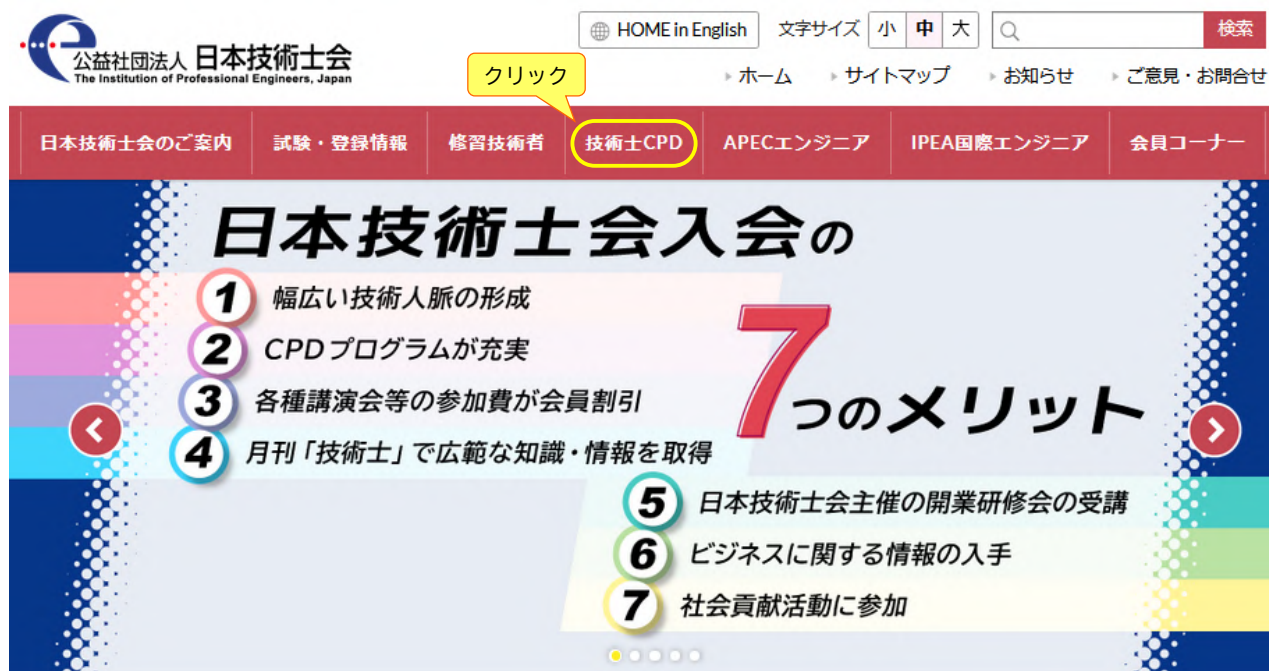 HOME in English 文字サイズ 小 中 大 検索
公益社団法人 日本技術士会
The Institution of Professional Engineers, Japan
クリック
ホーム サイトマップ お知らせ ご意見・お問合せ
日本技術士会のご案内 試験・登録情報 修習技術者 技術士CPD APECエンジニア IPEA国際エンジニア 会員コーナー
日本技術士会入会の
7つのメリット
1 幅広い技術人脈の形成
2 CPDプログラムが充実
3 各種講演会等の参加費が会員割引
4 月刊「技術士」で広範な知識・情報を取得
5 日本技術士会主催の開業研修会の受講
6 ビジネスに関する情報の入手
7 社会貢献活動に参加